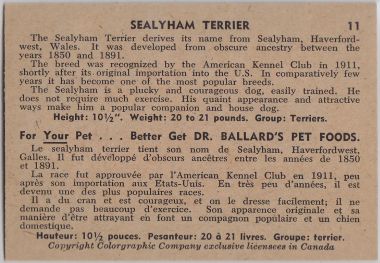 SEALYHAM TERRIER 11
The Sealyham Terrier derives its name from Sealyham, Haverford-
west, Wales. It was developed from obscure ancestry between the
years 1850 and 1891.
The breed was recognized by the American Kennel Club in 1911,
shortly after its original importation into the U.S. In comparatively few
years it has become one of the most popular breeds.
The Sealyham is a plucky and courageous dog, easily trained. He
does not require much exercise. His quaint appearance and attractive
ways make him a popular companion and house dog.
Height: 10½". Weight: 20 to 21 pounds. Group: Terriers.
For Your Pet . . . Better Get DR. BALLARD'S PET FOODS.
Le sealyham terrier tient son nom de Sealyham, Haverfordwest,
Galles. Il fut développé d'obscurs ancêtres entre les années de 1850
et 1891.
La race fut approuvée par l'American Kennel Club en 1911, peu
après son importation aux Etats-Unis. En très peu d'années, il est
devenu une des plus populaires races.
Il a du cran et est courageux, et on le dresse facilement; il ne
demande pas beaucoup d'exercice. Son apparence originale et sa
manière d'être attrayant en font un compagnon populaire et un chien
domestique.
Hauteur: 10½ pouces. Pesanteur: 20 à 21 livres. Groupe: terrier.
Copyright Colorgraphic Company exclusive licensees in Canada